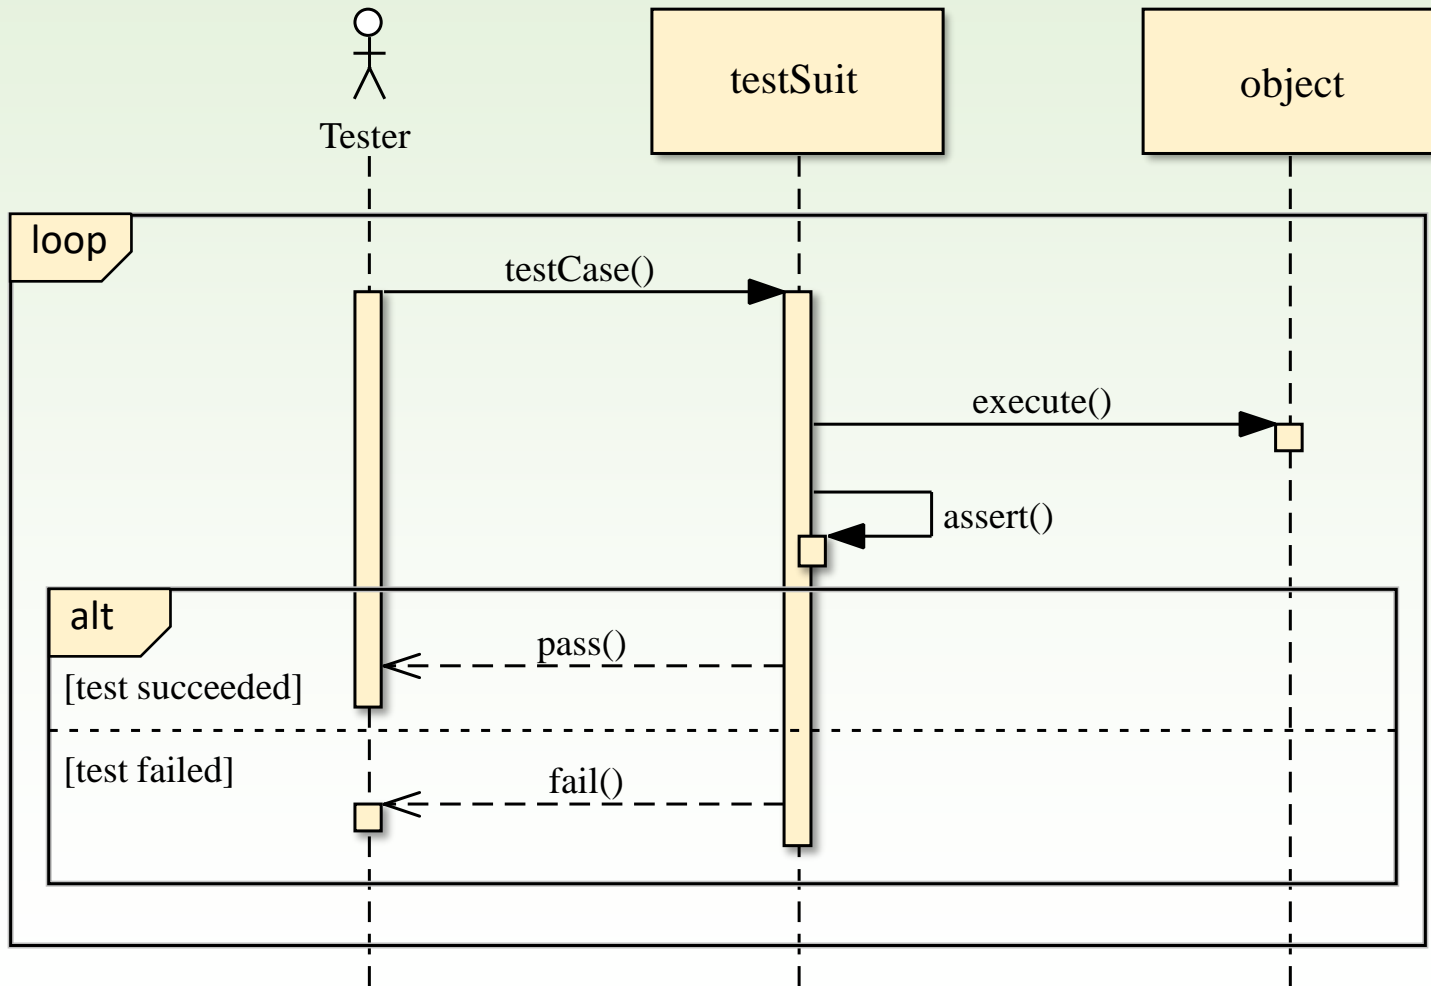 Tester
testSuit
object
loop
testCase()
execute()
assert()
alt
pass()
[test succeeded]
[test failed]
fail()